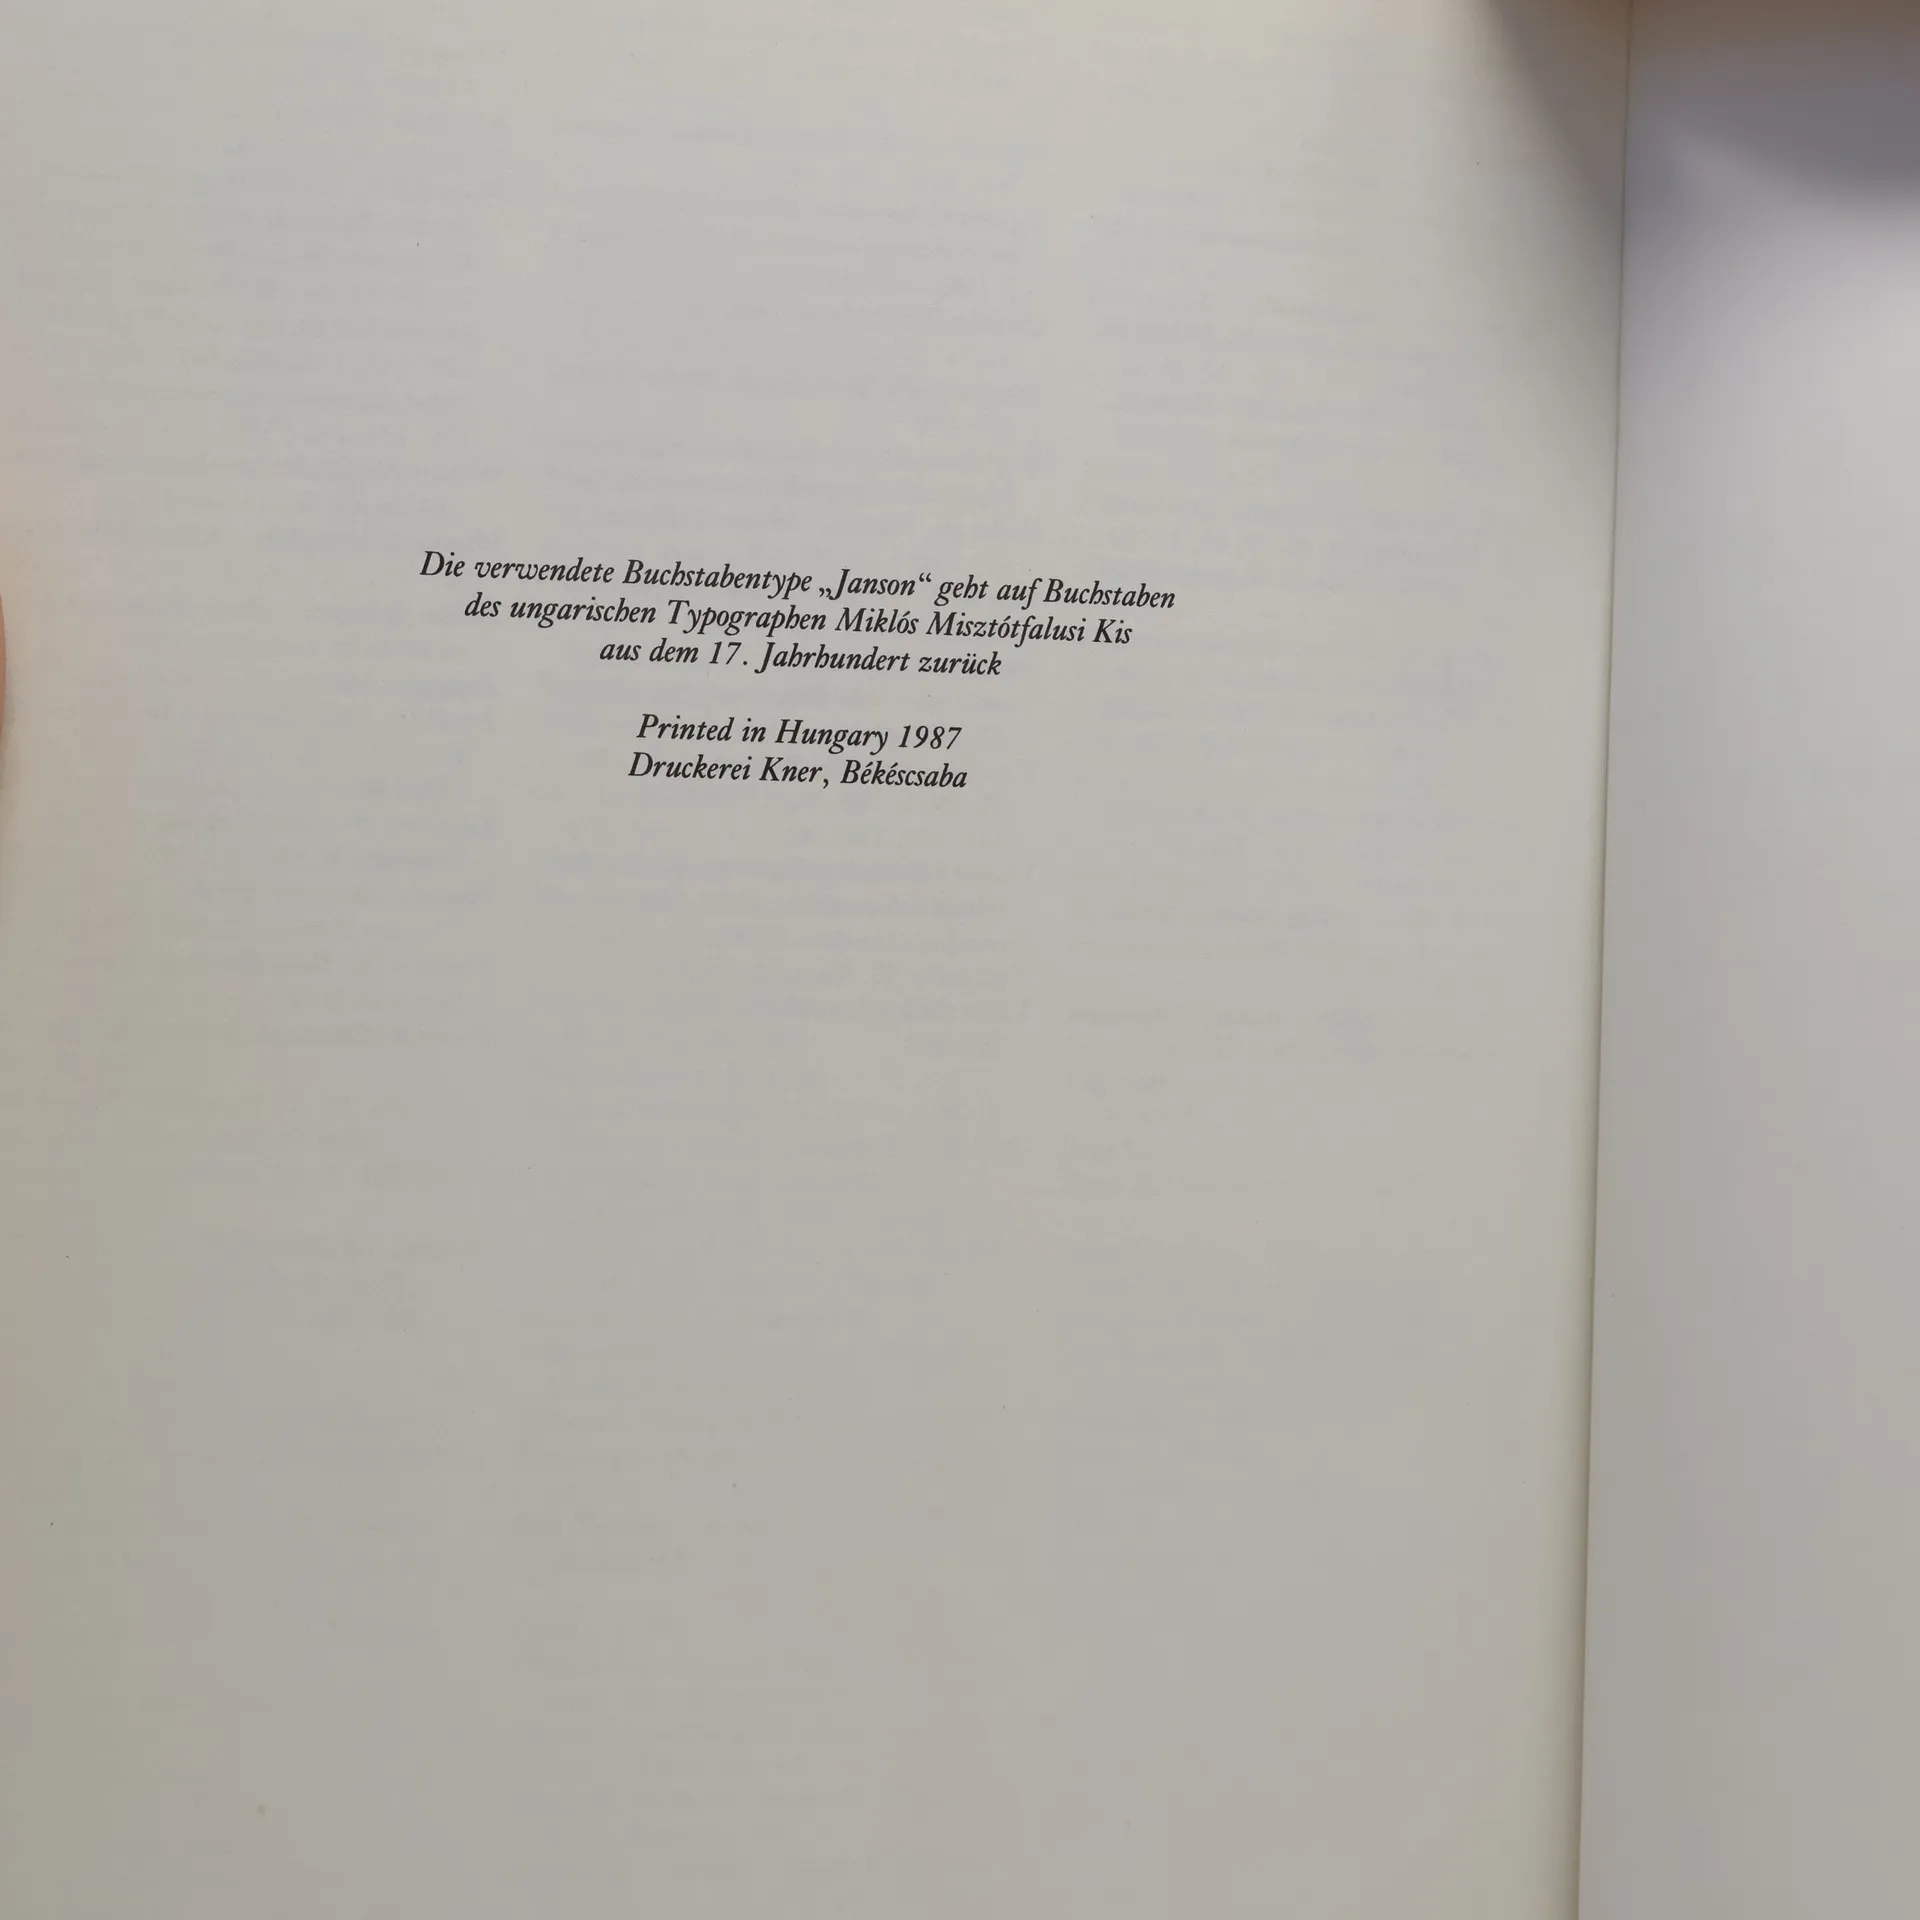 Die verwendete Buchstabentype „Janson“ geht auf Buchstaben
des ungarischen Typographen Miklós Misztótfalusi Kis
aus dem 17. Jahrhundert zurück
Printed in Hungary 1987
Druckerei Kner, Békéscsaba